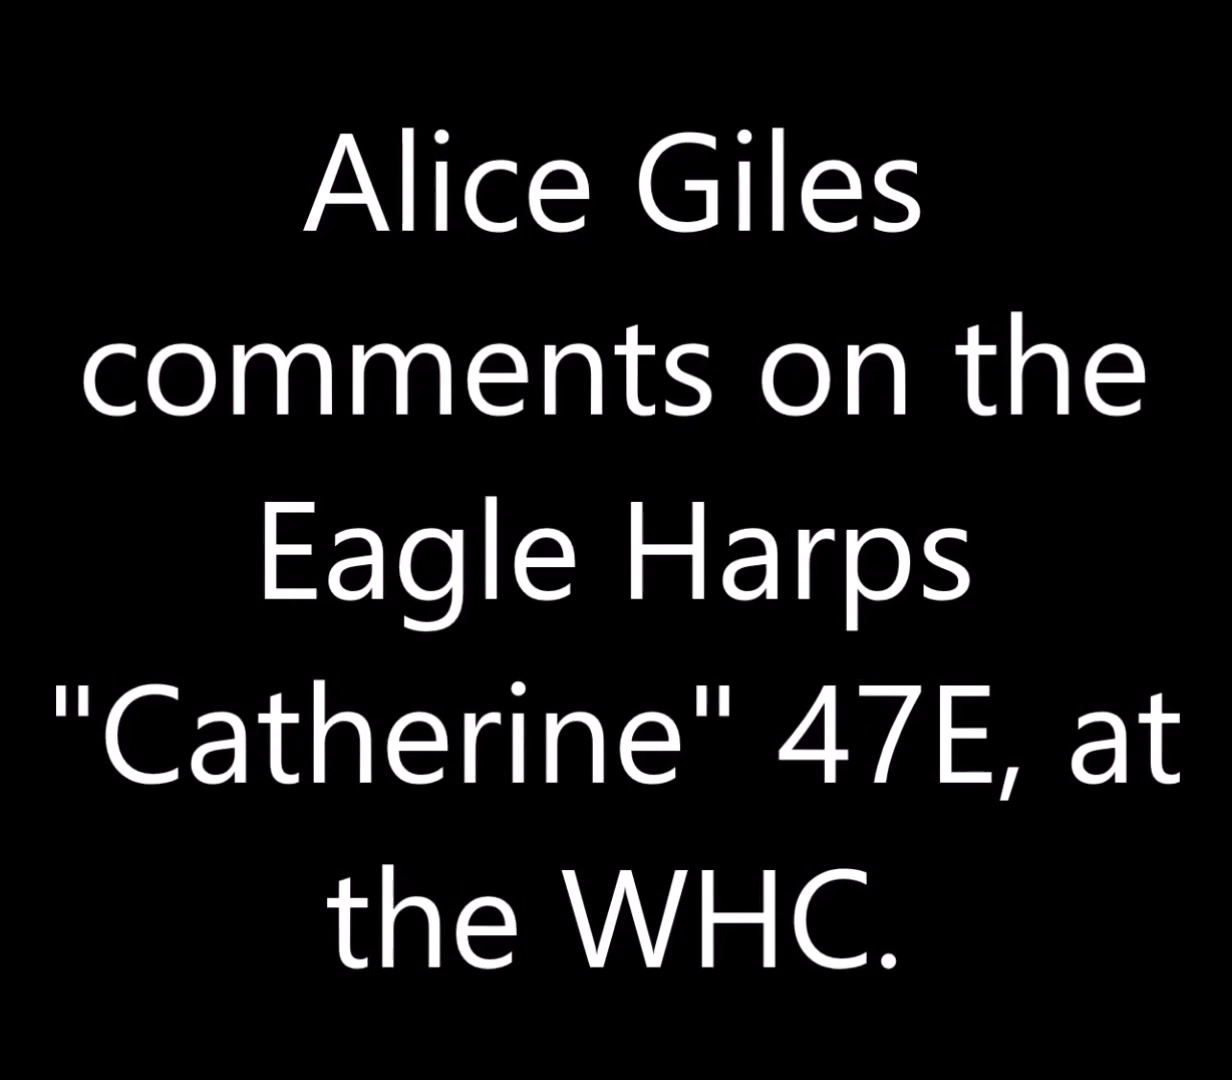 Alice Giles
comments on the
Eagle Harps
"Catherine" 47E, at
the WHC.